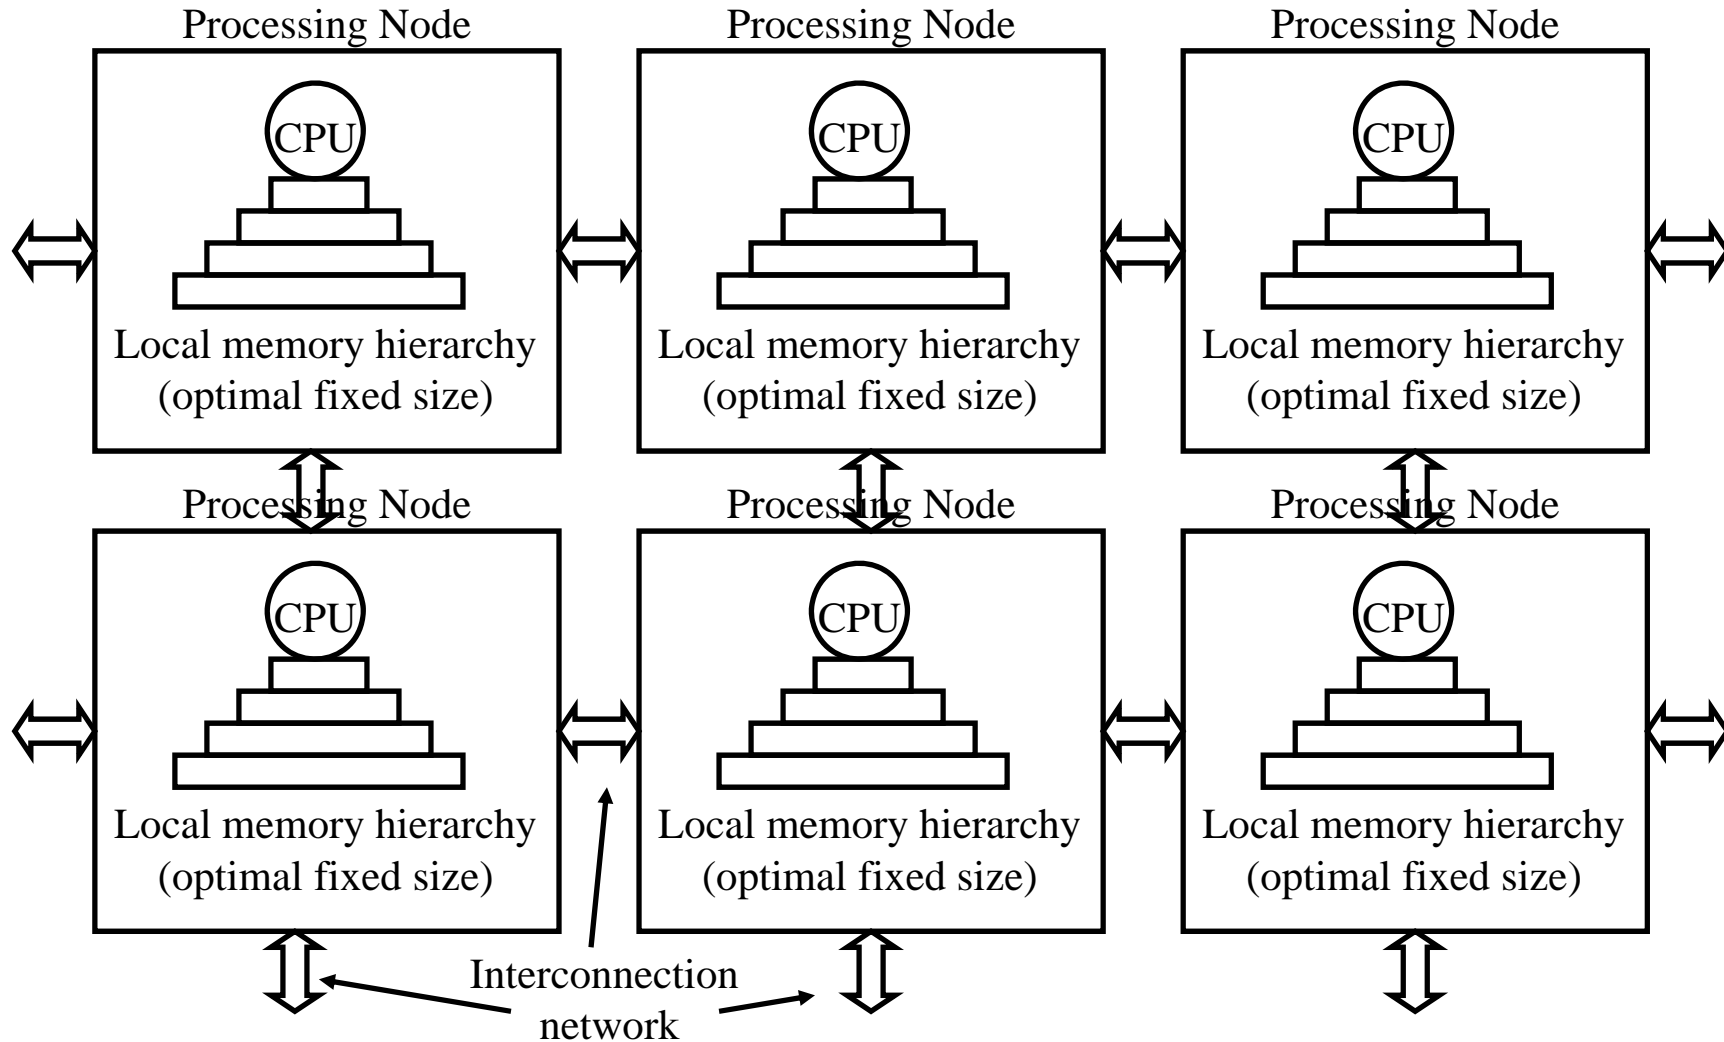 Processing Node
Processing Node
Processing Node
CPU
CPU
CPU
Local memory hierarchy
(optimal fixed size)
Local memory hierarchy
(optimal fixed size)
Local memory hierarchy
(optimal fixed size)
Processing Node
Processing Node
Processing Node
CPU
CPU
CPU
Local memory hierarchy
(optimal fixed size)
Local memory hierarchy
(optimal fixed size)
Local memory hierarchy
(optimal fixed size)
Interconnection
network